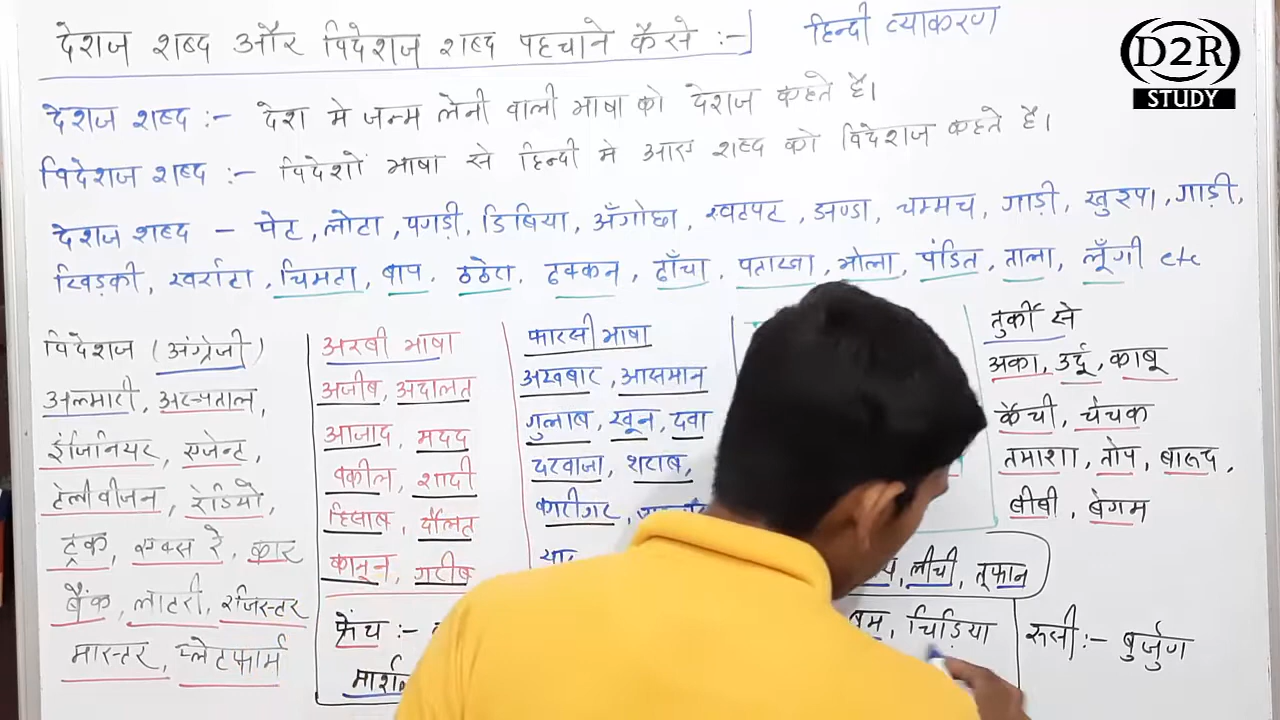 देशज शब्द और विदेशज शब्द पहचाने कैसे :-
हिन्दी व्याकरण
D2R
STUDY
देशज शब्द :- देश मे जन्म लेनी वाली भाषा को देशज कहते है।
विदेशज शब्द :- विदेशों भाषा से हिन्दी मे आए शब्द को विदेशज कहते है।
देशज शब्द - पेट, लोटा, पगड़ी, डिबिया, अँगोछा, खटपट, झण्डा, चम्मच, गाड़ी, खुरपा, गाड़ी,
खिड़की, खर्राटा, चिमटा, बाप, ठठेरा, ढक्कन, ढाँचा, पटाखा, भोला, पंडित, ताला, लूँगी etc
विदेशज (अंग्रेजी)
अलमारी, अस्पताल,
इंजिनियर, एजेन्ट,
टेलीवीजन, रेडियो,
ट्रक, एक्स रे, कार
बैंक, लाटरी, रजिस्टर
मास्टर, प्लेटफार्म
अरबी भाषा
अजीब, अदालत
आजाद, मदद
वकील, शादी
हिसाब, दौलत
कानून, गरीब
फ्रेंच :-
फारसी भाषा
अखबार, आसमान
गुलाब, खून, दवा
दरवाजा, शराब,
कारीगर,
तुर्की से
अका, उर्दू, काबू
कैंची, चेचक
तमाशा, तोप, बारूद,
बीबी, बेगम
लीची, तूफान
चिड़िया
रूसी:- बुर्जुग